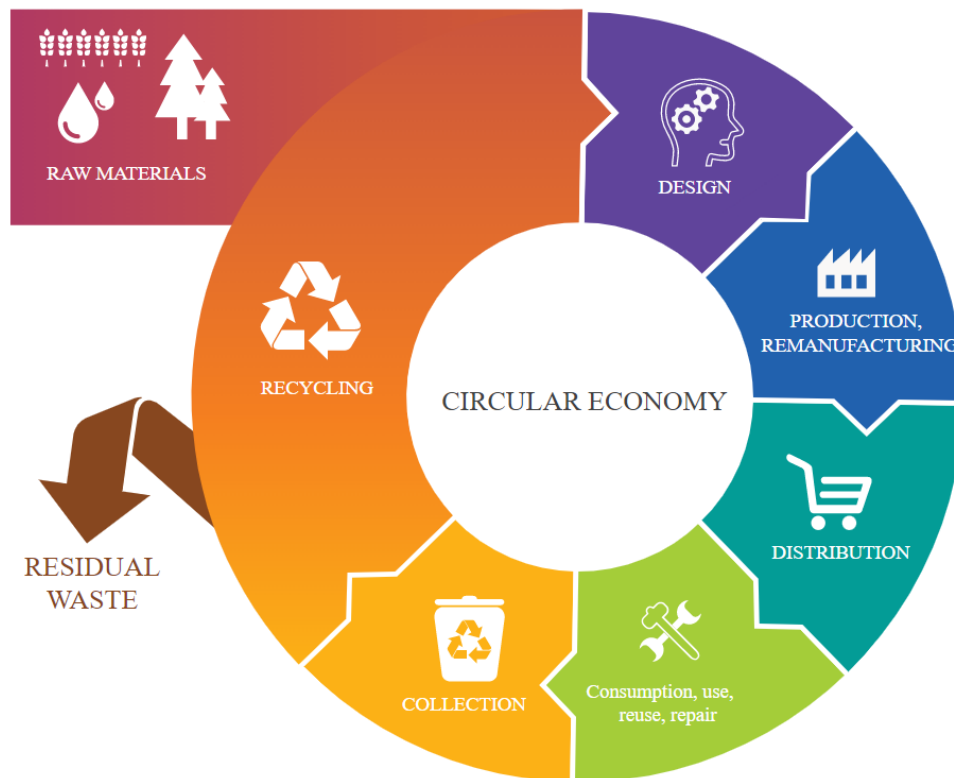 RAW MATERIALS
DESIGN
PRODUCTION,
REMANUFACTURING
RECYCLING
CIRCULAR ECONOMY
DISTRIBUTION
RESIDUAL
WASTE
COLLECTION
Consumption, use,
reuse, repair